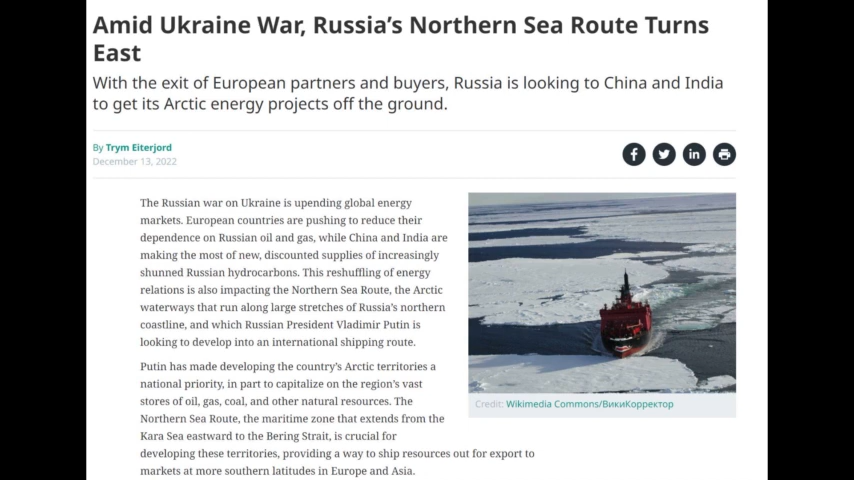 Amid Ukraine War, Russia’s Northern Sea Route Turns
East
With the exit of European partners and buyers, Russia is looking to China and India
to get its Arctic energy projects off the ground.
By Trym Eiterjord
December 13, 2022
The Russian war on Ukraine is upending global energy
markets. European countries are pushing to reduce their
dependence on Russian oil and gas, while China and India are
making the most of new, discounted supplies of increasingly
shunned Russian hydrocarbons. This reshuffling of energy
relations is also impacting the Northern Sea Route, the Arctic
waterways that run along large stretches of Russia’s northern
coastline, and which Russian President Vladimir Putin is
looking to develop into an international shipping route.
Putin has made developing the country’s Arctic territories a
national priority, in part to capitalize on the region’s vast
stores of oil, gas, coal, and other natural resources. The
Northern Sea Route, the maritime zone that extends from the
Kara Sea eastward to the Bering Strait, is crucial for
developing these territories, providing a way to ship resources out for export to
markets at more southern latitudes in Europe and Asia.
Credit: Wikimedia Commons/ВикиКорректор